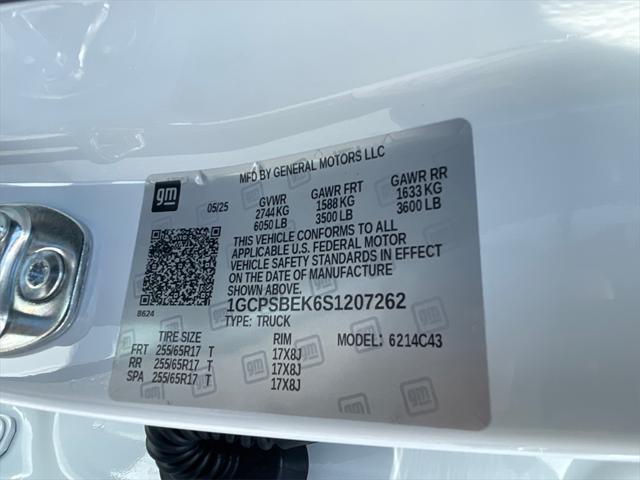 MFD BY GENERAL MOTORS LLC
gm
05/25 GVWR GAWR FRT GAWR RR
2744 KG 1588 KG 1633 KG
6050 LB 3500 LB 3600 LB
THIS VEHICLE CONFORMS TO ALL
APPLICABLE U.S. FEDERAL MOTOR
VEHICLE SAFETY STANDARDS IN EFFECT
ON THE DATE OF MANUFACTURE
SHOWN ABOVE.
1GCPSBEK6S1207262
8624
TYPE: TRUCK
TIRE SIZE RIM MODEL: 6214C43
FRT 255/65R17 T 17X8J
RR 255/65R17 T 17X8J
SPA 255/65R17 T 17X8J